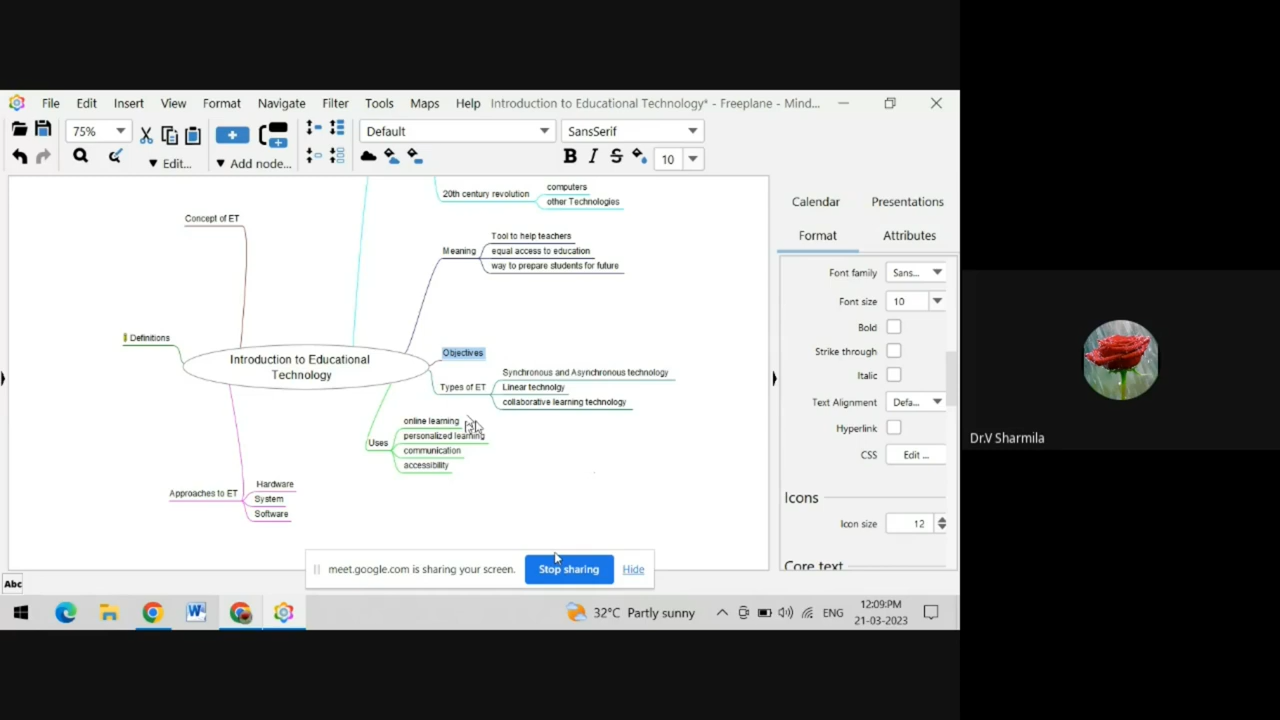 File Edit Insert View Format Navigate Filter Tools Maps Help Introduction to Educational Technology* - Freeplane - Mind...
75% Default SansSerif
Edit... Add node... 10
Calendar Presentations
Format Attributes
Font family Sans...
Font size 10
Bold
Strike through
Italic
Text Alignment Defa...
Hyperlink
CSS Edit ...
Icons
Icon size 12
Core text
20th century revolution
computers
other Technologies
Concept of ET
Meaning
Tool to help teachers
equal access to education
way to prepare students for future
Definitions
Introduction to Educational
Technology
Objectives
Types of ET
Synchronous and Asynchronous technology
Linear technolgy
collaborative learning technology
Uses
online learning
personalized learning
communication
accessibility
Approaches to ET
Hardware
System
Software
meet.google.com is sharing your screen. Stop sharing Hide
Abc
32°C Partly sunny ENG 12:09PM
21-03-2023
Dr.V Sharmila